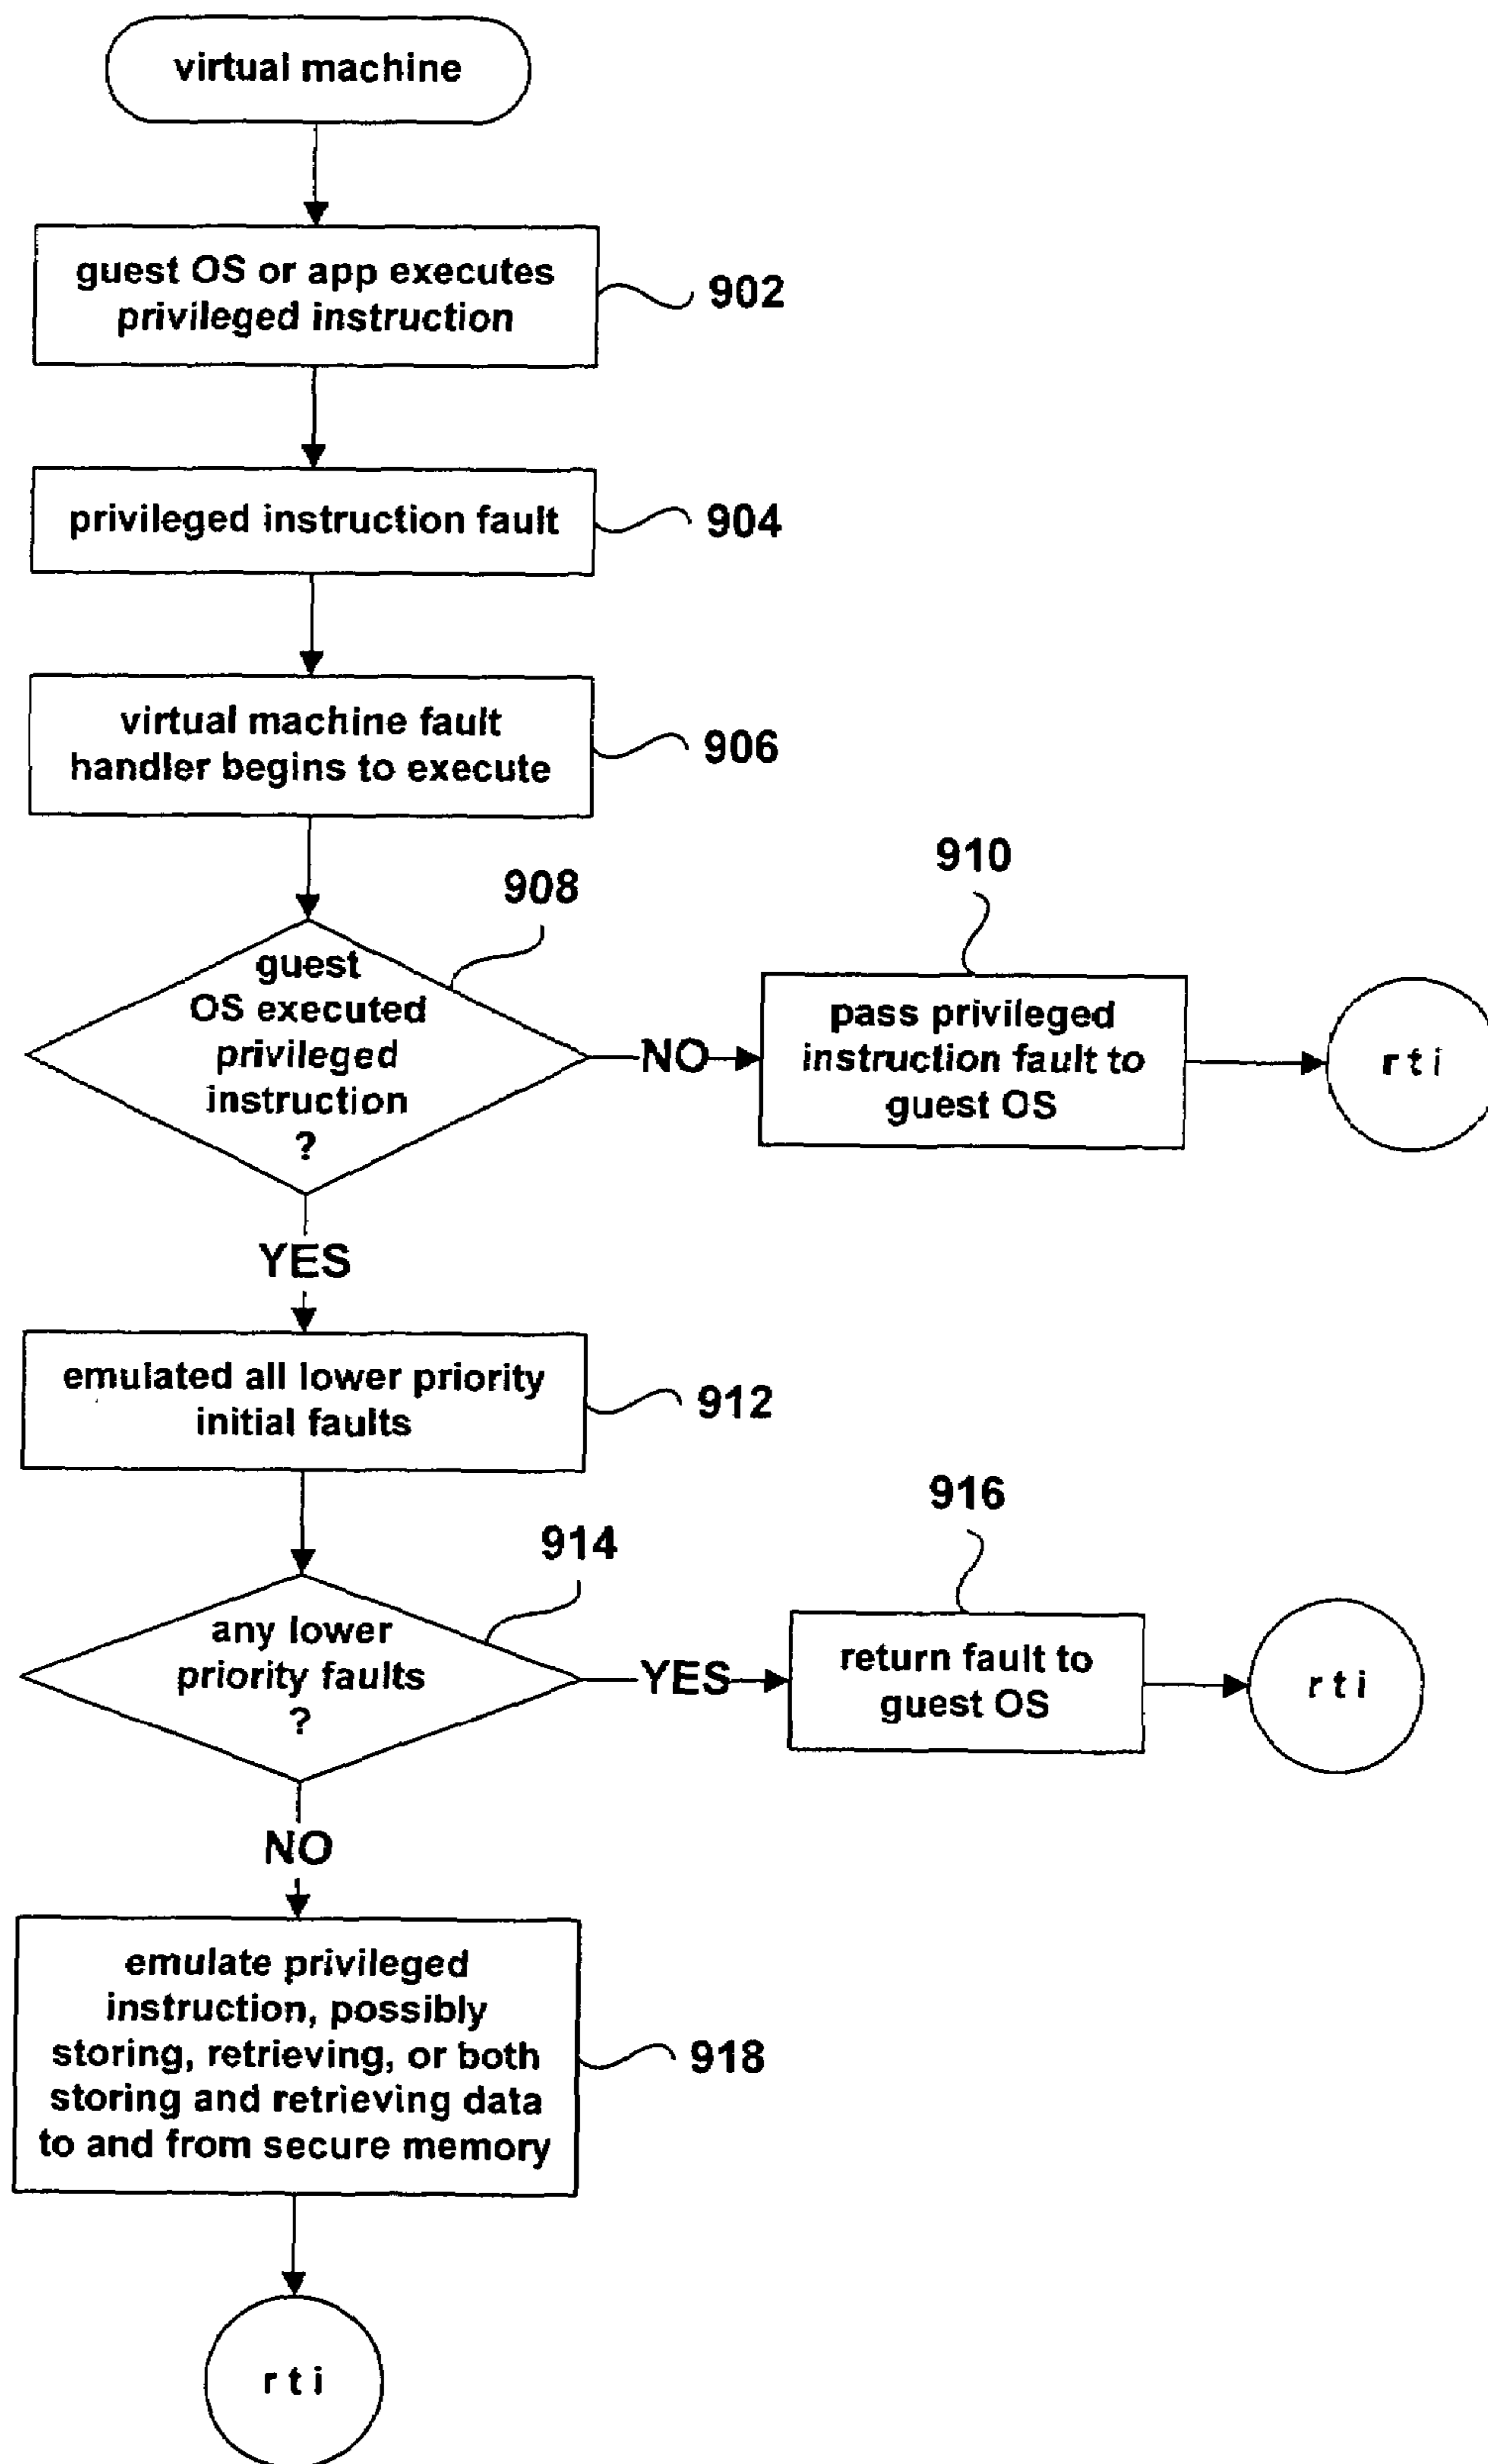 virtual machine
guest OS or app executes
privileged instruction
902
privileged instruction fault
904
virtual machine fault
handler begins to execute
906
908
guest
OS executed
privileged
instruction
?
NO
910
pass privileged
instruction fault to
guest OS
r t i
YES
emulated all lower priority
initial faults
912
914
any lower
priority faults
?
YES
916
return fault to
guest OS
r t i
NO
emulate privileged
instruction, possibly
storing, retrieving, or both
storing and retrieving data
to and from secure memory
918
r t i